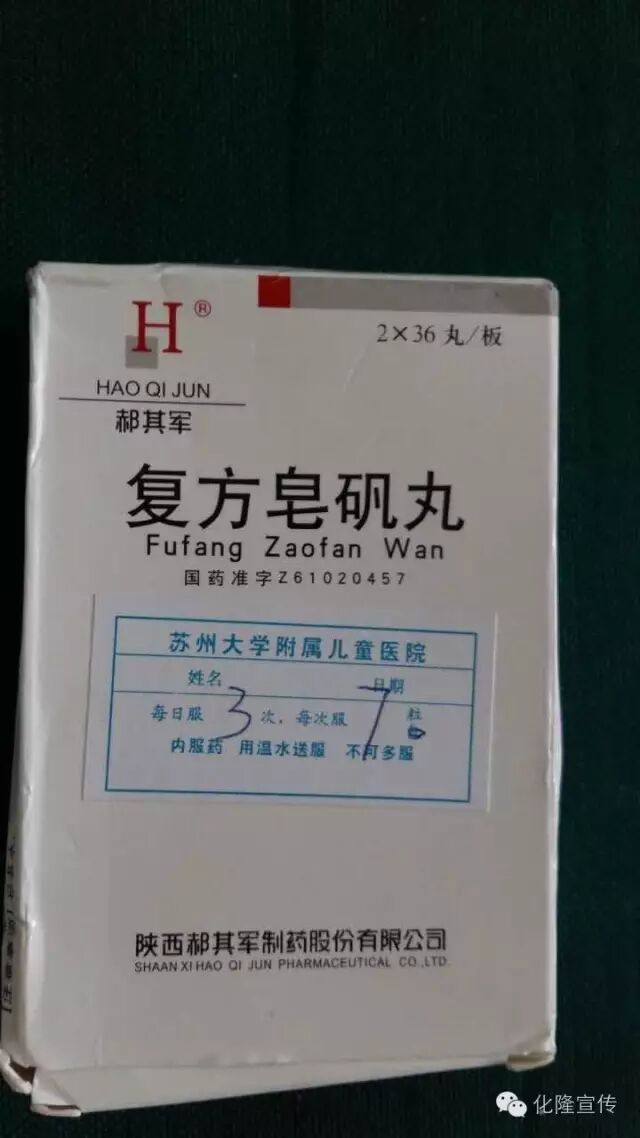 H®
2×36 丸/板
HAO QI JUN
郝其军
复方皂矾丸
Fufang Zaofan Wan
国药准字Z61020457
苏州大学附属儿童医院
姓名 日期
每日服 3 次，每次服 7 粒
内服药 用温水送服 不可多服
陕西郝其军制药股份有限公司
SHAAN XI HAO QI JUN PHARMACEUTICAL CO.,LTD.
化隆宣传